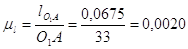 μ_l = l_{O₁A} / O₁A = 0,0675 / 33 = 0,0020